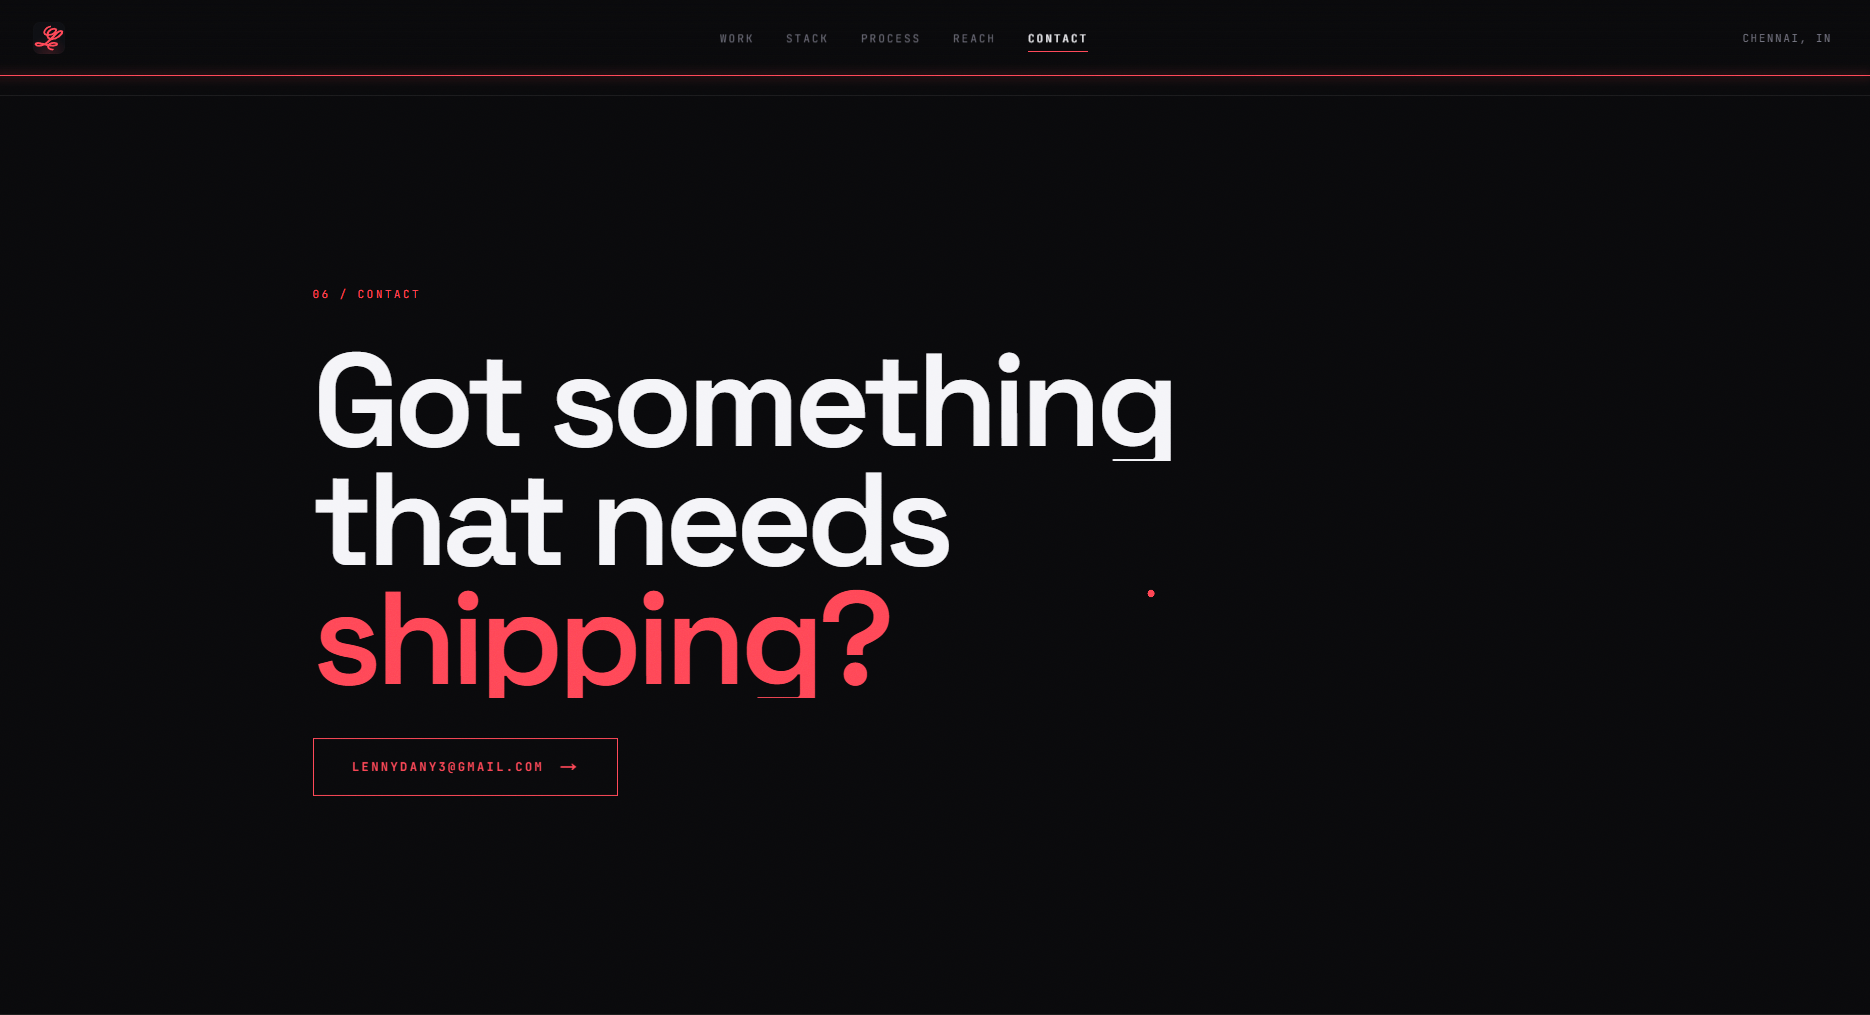 WORK STACK PROCESS REACH CONTACT CHENNAI, IN
06 / CONTACT
Got something
that needs
shipping?
LENNYDANY3@GMAIL.COM →